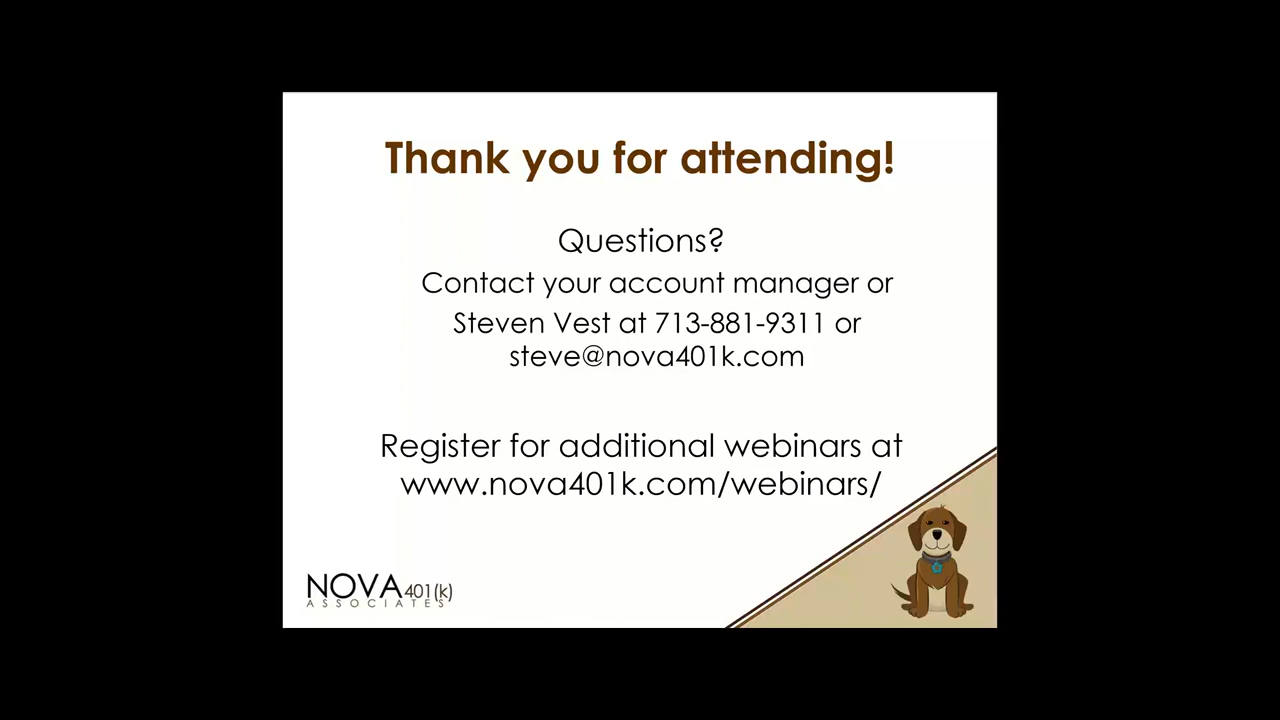 Thank you for attending!
Questions?
Contact your account manager or
Steven Vest at 713-881-9311 or
steve@nova401k.com
Register for additional webinars at
www.nova401k.com/webinars/
NOVA 401(k)
ASSOCIATES